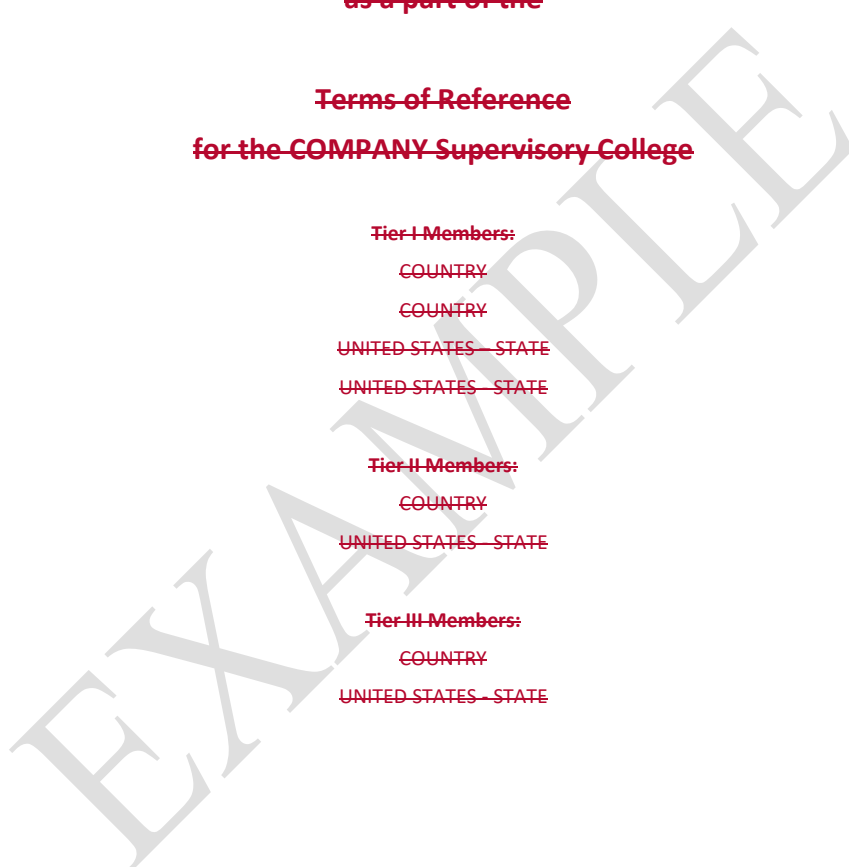 as a part of the
Terms of Reference
for the COMPANY Supervisory College
Tier I Members:
COUNTRY
COUNTRY
UNITED STATES – STATE
UNITED STATES - STATE
Tier II Members:
COUNTRY
UNITED STATES - STATE
Tier III Members:
COUNTRY
UNITED STATES - STATE
EXAMPLE